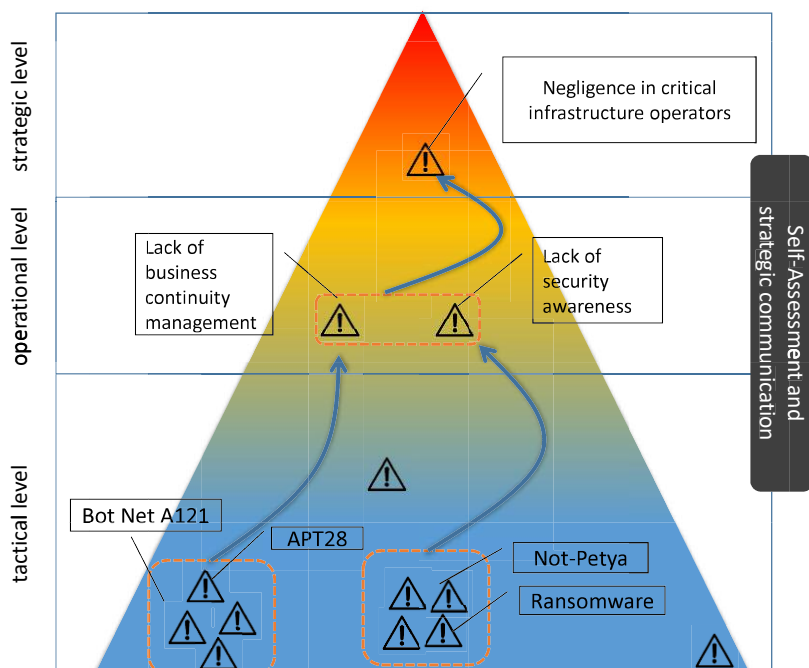 strategic level
Negligence in critical
infrastructure operators
operational level
Lack of
business
continuity
management
Lack of
security
awareness
Self-Assessment and
strategic communication
tactical level
Bot Net A121
APT28
Not-Petya
Ransomware